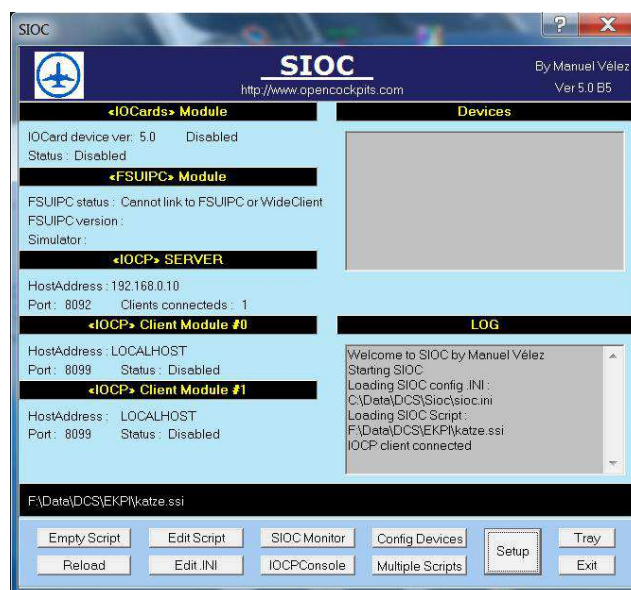 SIOC
SIOC
http://www.opencockpits.com
By Manuel Vélez
Ver 5.0 B5
«IOCards» Module
IOCard device ver: 5.0 Disabled
Status : Disabled
«FSUIPC» Module
FSUIPC status : Cannot link to FSUIPC or WideClient
FSUIPC version :
Simulator :
«IOCP» SERVER
HostAddress : 192.168.0.10
Port : 8092 Clients connecteds : 1
«IOCP» Client Module #0
HostAddress : LOCALHOST
Port : 8099 Status : Disabled
«IOCP» Client Module #1
HostAddress : LOCALHOST
Port : 8099 Status : Disabled
Devices
LOG
Welcome to SIOC by Manuel Vélez
Starting SIOC
Loading SIOC config .INI :
C:\Data\DCS\Sioc\sioc.ini
Loading SIOC Script :
F:\Data\DCS\EKPI\katze.ssi
IOCP client connected
F:\Data\DCS\EKPI\katze.ssi
Empty Script Edit Script SIOC Monitor Config Devices Setup Tray
Reload Edit .INI IOCPConsole Multiple Scripts Exit